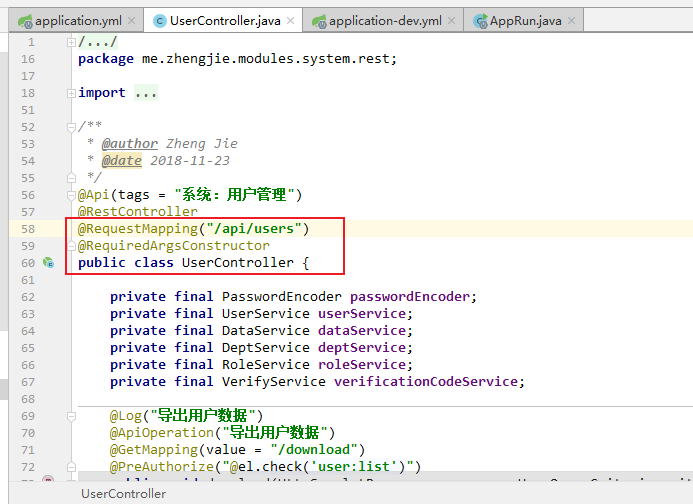 application.yml UserController.java application-dev.yml AppRun.java
1 /.../
16 package me.zhengjie.modules.system.rest;
17
18 import ...
51
52 /**
53 * @author Zheng Jie
54 * @date 2018-11-23
55 */
56 @Api(tags = "系统：用户管理")
57 @RestController
58 @RequestMapping("/api/users")
59 @RequiredArgsConstructor
60 public class UserController {
61
62 private final PasswordEncoder passwordEncoder;
63 private final UserService userService;
64 private final DataService dataService;
65 private final DeptService deptService;
66 private final RoleService roleService;
67 private final VerifyService verificationCodeService;
68
69 @Log("导出用户数据")
70 @ApiOperation("导出用户数据")
71 @GetMapping(value = "/download")
72 @PreAuthorize("@el.check('user:list')")
UserController